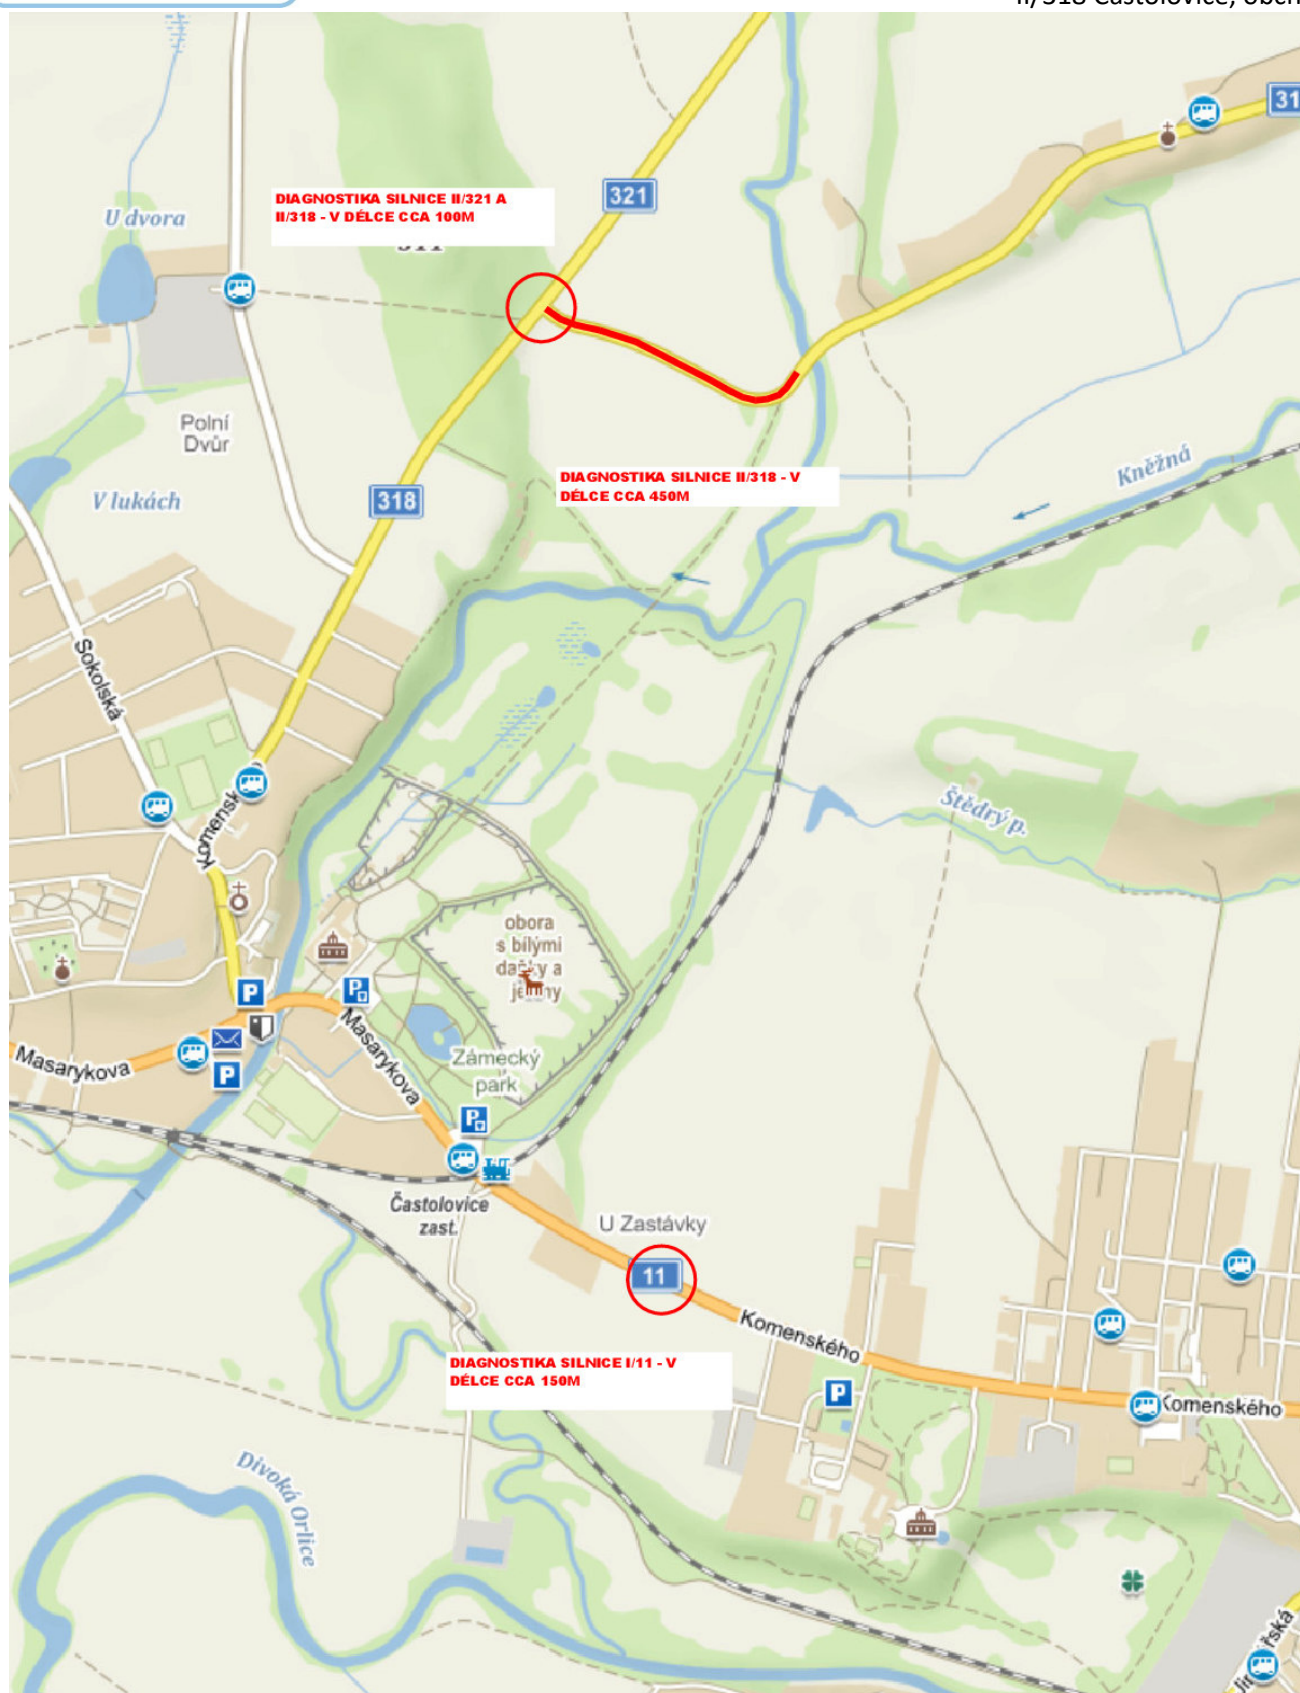 DIAGNOSTIKA SILNICE II/321 A
II/318 - V DÉLCE CCA 100M
321
U dvora
Polní
Dvůr
V lukách
318
DIAGNOSTIKA SILNICE II/318 - V
DÉLCE CCA 450M
Kněžná
Sokolská
Štědrý p.
obora
s bílými
Masarykova
Masarykova
Zámecký
park
Častolovice
zast.
U Zastávky
11
Komenského
DIAGNOSTIKA SILNICE I/11 - V
DÉLCE CCA 150M
Komenského
Divoká Orlice